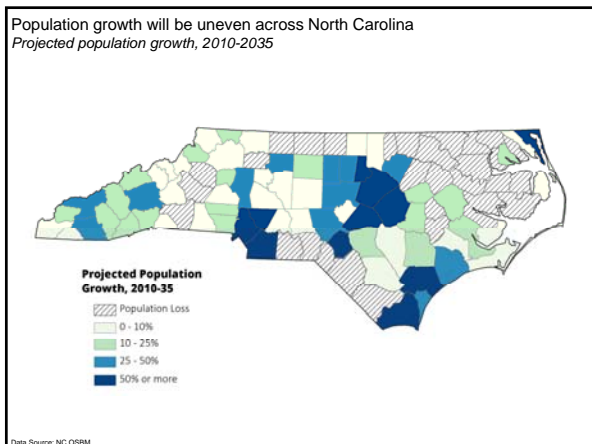 Population growth will be uneven across North Carolina
Projected population growth, 2010-2035
Projected Population
Growth, 2010-35
Population Loss
0 - 10%
10 - 25%
25 - 50%
50% or more
Data Source: NC OSBM